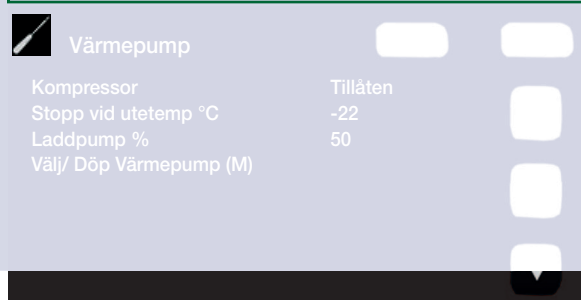 Värmepump
Kompressor Tillåten
Stopp vid utetemp °C -22
Laddpump % 50
Välj/ Döp Värmepump (M)